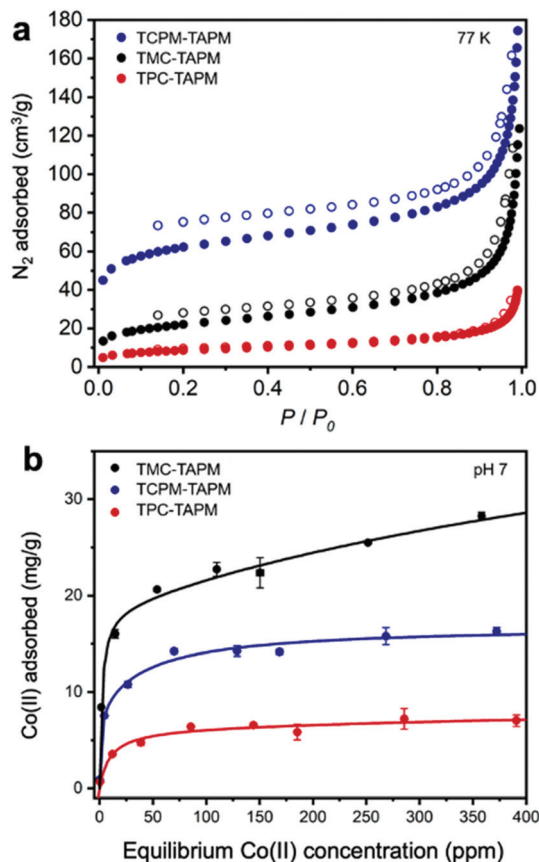 a
TCPM-TAPM
TMC-TAPM
TPC-TAPM
77 K
N₂ adsorbed (cm³/g)
180
160
140
120
100
80
60
40
20
0
0.0 0.2 0.4 0.6 0.8 1.0
P / P₀
b
TMC-TAPM
TCPM-TAPM
TPC-TAPM
pH 7
Co(II) adsorbed (mg/g)
30
20
10
0
0 50 100 150 200 250 300 350 400
Equilibrium Co(II) concentration (ppm)